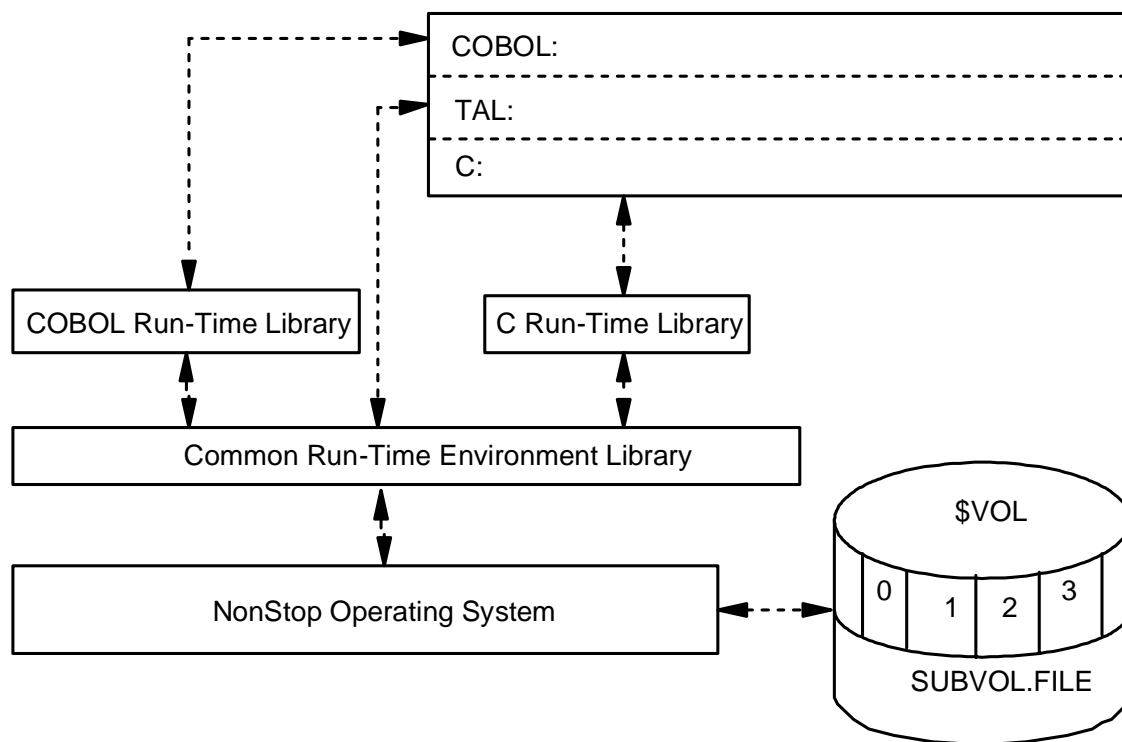 COBOL:
TAL:
C:
COBOL Run-Time Library
C Run-Time Library
Common Run-Time Environment Library
$VOL
0
1
2
3
NonStop Operating System
SUBVOL.FILE